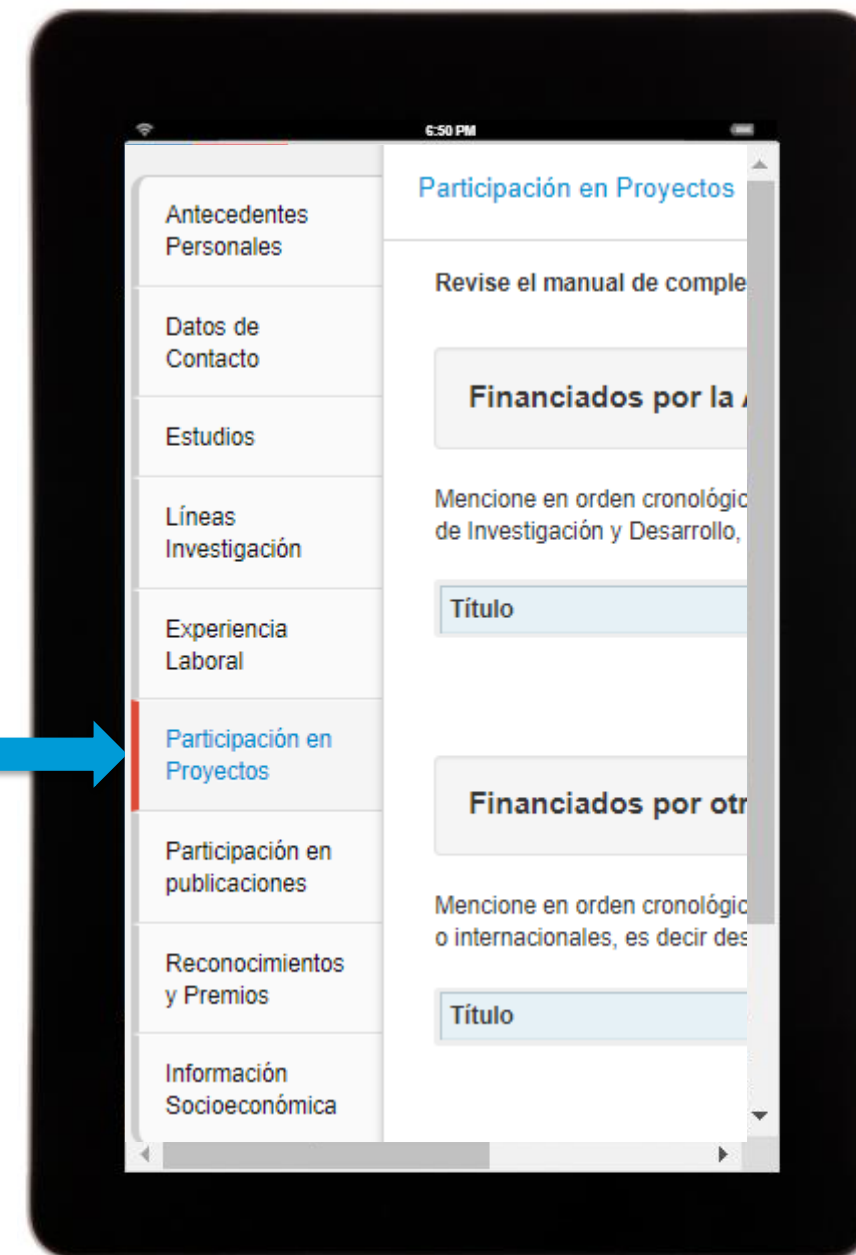 6:50 PM
Antecedentes
Personales
Datos de
Contacto
Estudios
Líneas
Investigación
Experiencia
Laboral
Participación en
Proyectos
Participación en
publicaciones
Reconocimientos
y Premios
Información
Socioeconómica
Participación en Proyectos
Revise el manual de comple
Financiados por la
Mencione en orden cronológic
de Investigación y Desarrollo,
Título
Financiados por otr
Mencione en orden cronológic
o internacionales, es decir des
Título